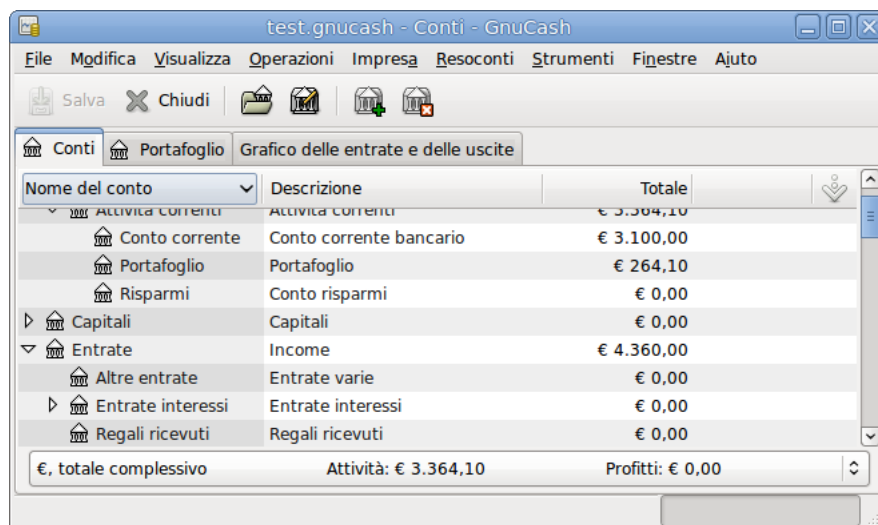 test.gnucash - Conti - GnuCash
File Modifica Visualizza Operazioni Impresa Resoconti Strumenti Finestre Aiuto
Salva Chiudi
Conti Portafoglio Grafico delle entrate e delle uscite
Nome del conto Descrizione Totale
Attività correnti Attività correnti
Conto corrente Conto corrente bancario € 3.100,00
Portafoglio Portafoglio € 264,10
Risparmi Conto risparmi € 0,00
Capitali Capitali € 0,00
Entrate Income € 4.360,00
Altre entrate Entrate varie € 0,00
Entrate interessi Entrate interessi € 0,00
Regali ricevuti Regali ricevuti € 0,00
€, totale complessivo Attività: € 3.364,10 Profitti: € 0,00